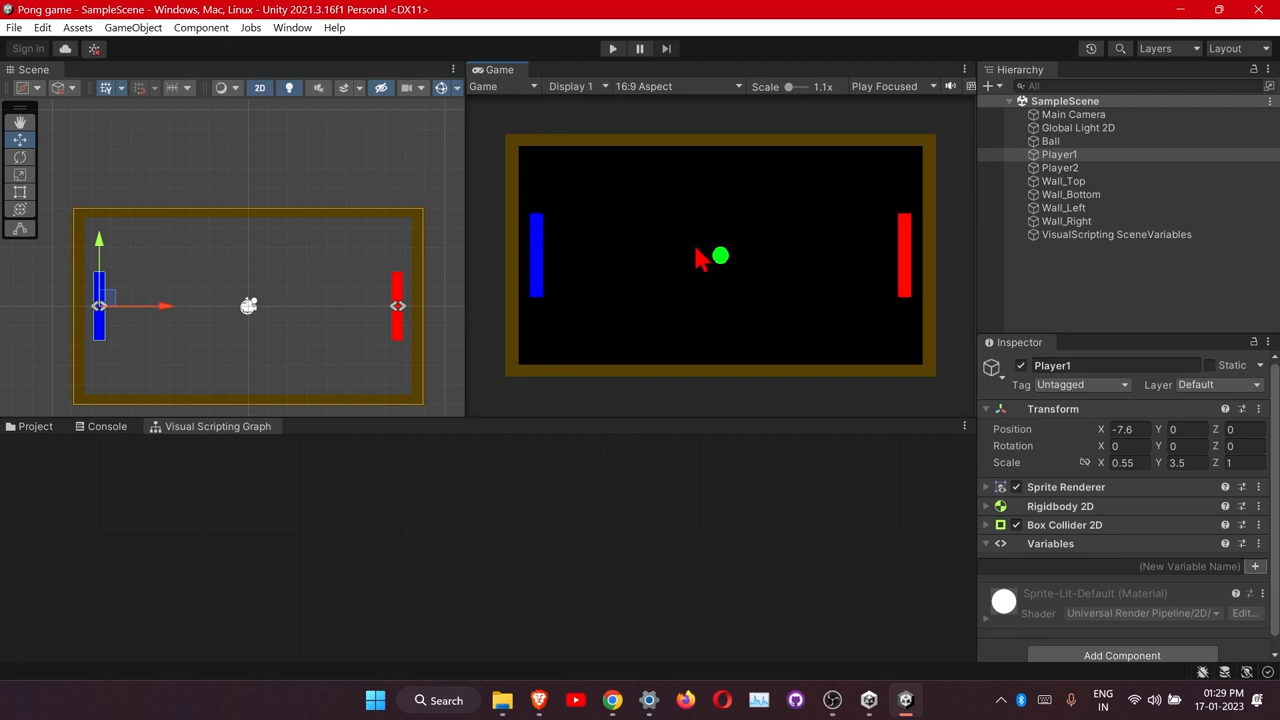 Pong game - SampleScene - Windows, Mac, Linux - Unity 2021.3.16f1 Personal <DX11>
File Edit Assets GameObject Component Jobs Window Help
Sign in Layers Layout
Scene
2D
Game
Game Display 1 16:9 Aspect Scale 1.1x Play Focused
Hierarchy
All
SampleScene
Main Camera
Global Light 2D
Ball
Player1
Player2
Wall_Top
Wall_Bottom
Wall_Left
Wall_Right
VisualScripting SceneVariables
Inspector
Player1 Static
Tag Untagged Layer Default
Transform
Position X -7.6 Y 0 Z 0
Rotation X 0 Y 0 Z 0
Scale X 0.55 Y 3.5 Z 1
Sprite Renderer
Rigidbody 2D
Box Collider 2D
Variables
(New Variable Name)
Sprite-Lit-Default (Material)
Shader Universal Render Pipeline/2D/ Edit...
Add Component
Project Console Visual Scripting Graph
Search
ENG
IN
01:29 PM
17-01-2023